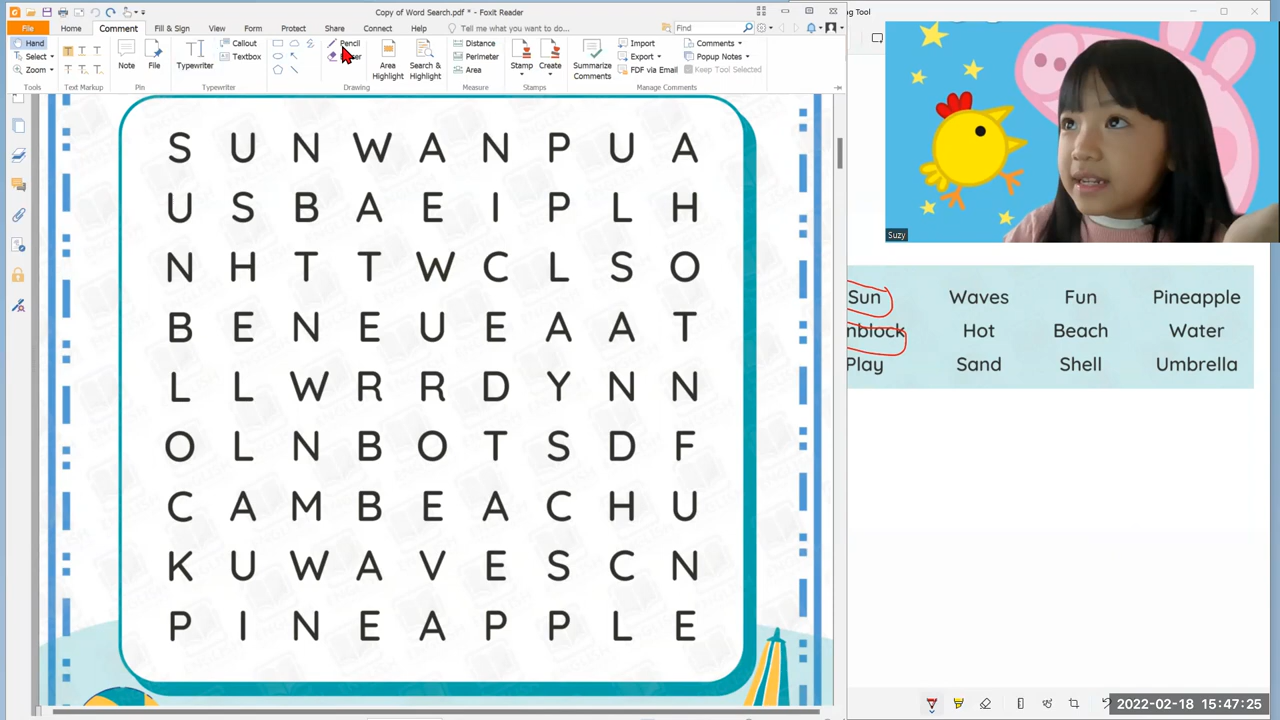 Copy of Word Search.pdf * - Foxit Reader
ing Tool
File Home Comment Fill & Sign View Form Protect Share Connect Help Tell me what you want to do... Find
Hand
Select
Zoom
Tools
T T T
T T T
Text Markup
Note File
Pin
Typewriter
Callout
Textbox
Typewriter
Pencil
Drawing
Area Highlight
Search & Highlight
Distance
Perimeter
Area
Measure
Stamp Create
Stamps
Summarize Comments
Import
Export
FDF via Email
Comments
Popup Notes
Keep Tool Selected
Manage Comments
S U N W A N P U A
U S B A E I P L H
N H T T W C L S O
B E N E U E A A T
L L W R R D Y N N
O L N B O T S D F
C A M B E A C H U
K U W A V E S C N
P I N E A P P L E
Suzy
Sun Waves Fun Pineapple
nblock Hot Beach Water
Play Sand Shell Umbrella
2022-02-18 15:47:25